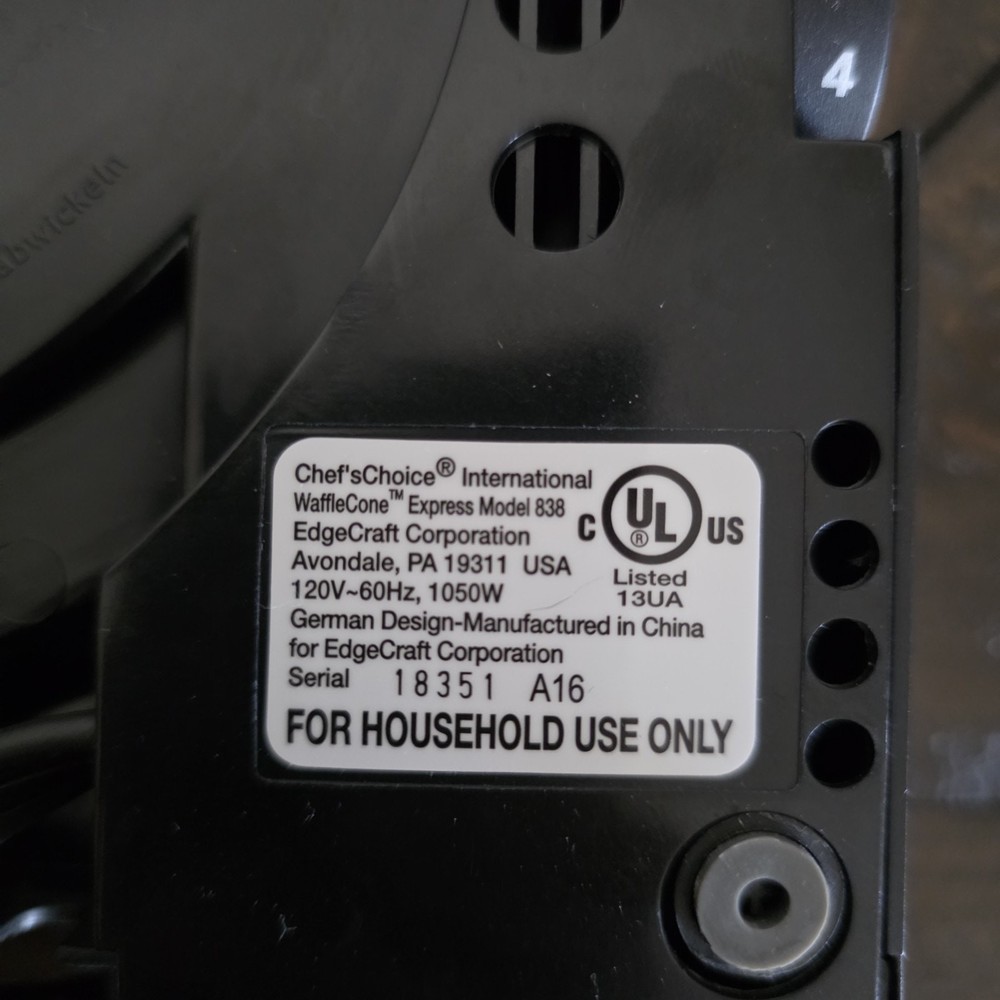 4
abwickeln
Chef'sChoice® International
WaffleCone™ Express Model 838
EdgeCraft Corporation
Avondale, PA 19311 USA
120V~60Hz, 1050W
German Design-Manufactured in China
for EdgeCraft Corporation
Serial 18351 A16
FOR HOUSEHOLD USE ONLY
C UL® US
Listed
13UA